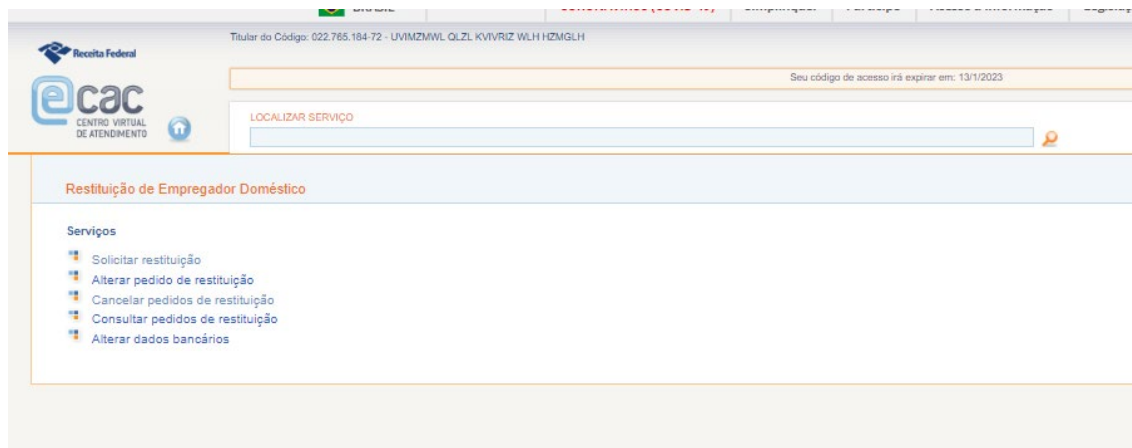 Titular do Código: 022.765.184-72 - UVIMZMWL QLZL KVIVRIZ WLH HZMGLH
Receita Federal
Seu código de acesso irá expirar em: 13/1/2023
e cac
CENTRO VIRTUAL
DE ATENDIMENTO
LOCALIZAR SERVIÇO
Restituição de Empregador Doméstico
Serviços
Solicitar restituição
Alterar pedido de restituição
Cancelar pedidos de restituição
Consultar pedidos de restituição
Alterar dados bancários